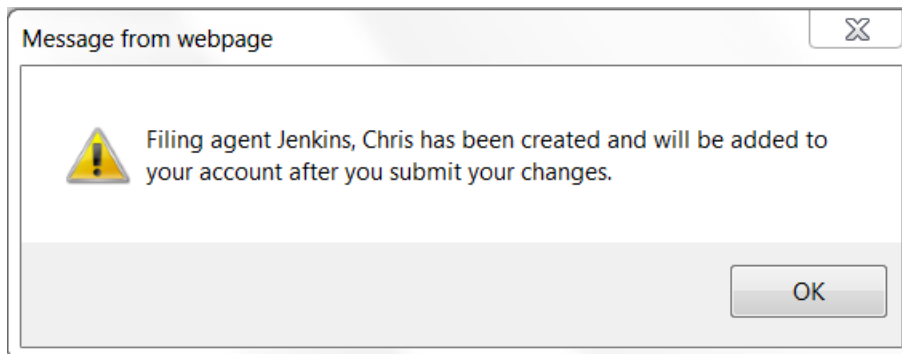 Message from webpage
Filing agent Jenkins, Chris has been created and will be added to
your account after you submit your changes.
OK